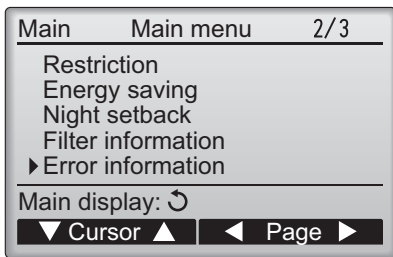 Main Main menu 2/3
Restriction
Energy saving
Night setback
Filter information
▶Error information
Main display: ↺
▼ Cursor ▲ ◀ Page ▶